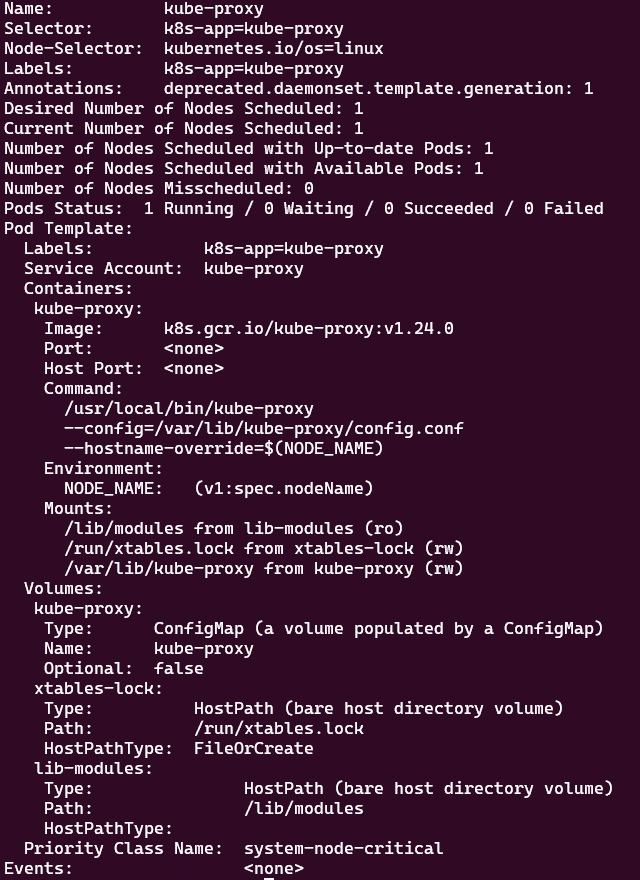 Name:           kube-proxy
Selector:       k8s-app=kube-proxy
Node-Selector:  kubernetes.io/os=linux
Labels:         k8s-app=kube-proxy
Annotations:    deprecated.daemonset.template.generation: 1
Desired Number of Nodes Scheduled: 1
Current Number of Nodes Scheduled: 1
Number of Nodes Scheduled with Up-to-date Pods: 1
Number of Nodes Scheduled with Available Pods: 1
Number of Nodes Misscheduled: 0
Pods Status:  1 Running / 0 Waiting / 0 Succeeded / 0 Failed
Pod Template:
  Labels:           k8s-app=kube-proxy
  Service Account:  kube-proxy
  Containers:
   kube-proxy:
    Image:      k8s.gcr.io/kube-proxy:v1.24.0
    Port:       <none>
    Host Port:  <none>
    Command:
      /usr/local/bin/kube-proxy
      --config=/var/lib/kube-proxy/config.conf
      --hostname-override=$(NODE_NAME)
    Environment:
      NODE_NAME:   (v1:spec.nodeName)
    Mounts:
      /lib/modules from lib-modules (ro)
      /run/xtables.lock from xtables-lock (rw)
      /var/lib/kube-proxy from kube-proxy (rw)
  Volumes:
   kube-proxy:
    Type:      ConfigMap (a volume populated by a ConfigMap)
    Name:      kube-proxy
    Optional:  false
   xtables-lock:
    Type:          HostPath (bare host directory volume)
    Path:          /run/xtables.lock
    HostPathType:  FileOrCreate
   lib-modules:
    Type:               HostPath (bare host directory volume)
    Path:               /lib/modules
    HostPathType:
  Priority Class Name:  system-node-critical
Events:                 <none>